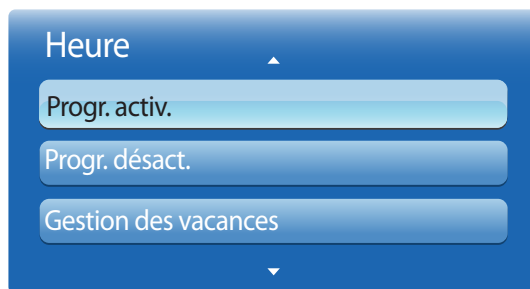 Heure
Progr. activ.
Progr. désact.
Gestion des vacances